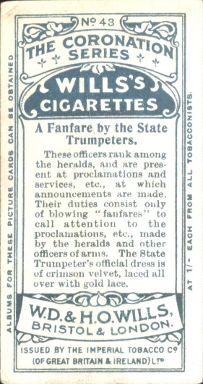 No 43
THE CORONATION
SERIES
WILLS'S
CIGARETTES
A Fanfare by the State
Trumpeters.
These officers rank among
the heralds, and are pres-
ent at proclamations and
services, etc., at which
announcements are made.
Their duties consist only
of blowing "fanfares" to
call attention to the
proclamations, etc., made
by the heralds and other
officers of arms. The State
Trumpeter's official dress is
of crimson velvet, laced all
over with gold lace.
W.D. & H.O. WILLS,
BRISTOL & LONDON.
ISSUED BY THE IMPERIAL TOBACCO Co
(OF GREAT BRITAIN & IRELAND) LTD
ALBUMS FOR THESE PICTURE CARDS CAN BE OBTAINED
AT 1/- EACH FROM ALL TOBACCONISTS.